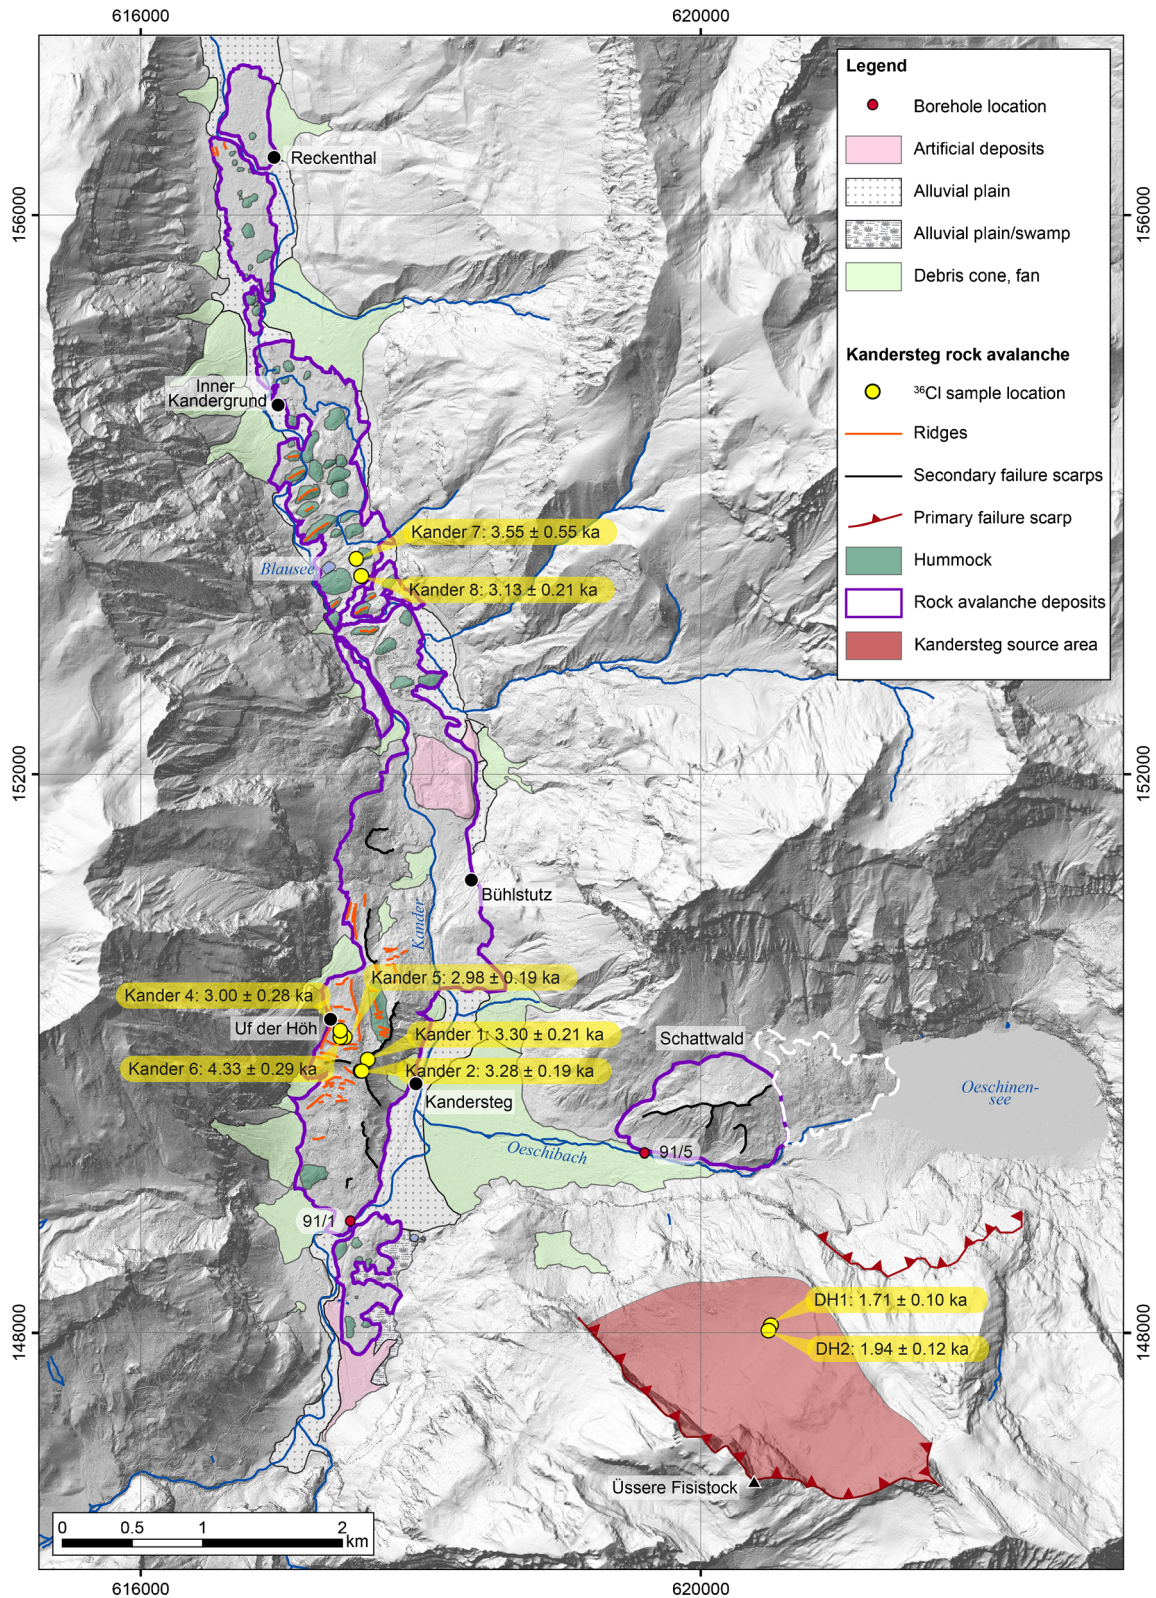 616000
620000
Legend
Borehole location
Artificial deposits
Alluvial plain
Alluvial plain/swamp
Debris cone, fan
Kandersteg rock avalanche
³⁶Cl sample location
Ridges
Secondary failure scarps
Primary failure scarp
Hummock
Rock avalanche deposits
Kandersteg source area
156000
156000
Reckenthal
Inner
Kandergrund
Kander 7: 3.55 ± 0.55 ka
Blausee
Kander 8: 3.13 ± 0.21 ka
152000
152000
Bühlstutz
Kander
Kander 5: 2.98 ± 0.19 ka
Kander 4: 3.00 ± 0.28 ka
Uf der Höh
Kander 1: 3.30 ± 0.21 ka
Kander 6: 4.33 ± 0.29 ka
Kander 2: 3.28 ± 0.19 ka
Kandersteg
Schattwald
Oeschinen-
see
Oeschibach
91/5
91/1
DH1: 1.71 ± 0.10 ka
DH2: 1.94 ± 0.12 ka
148000
148000
Üssere Fisistock
0 0.5 1 2
km
616000
620000